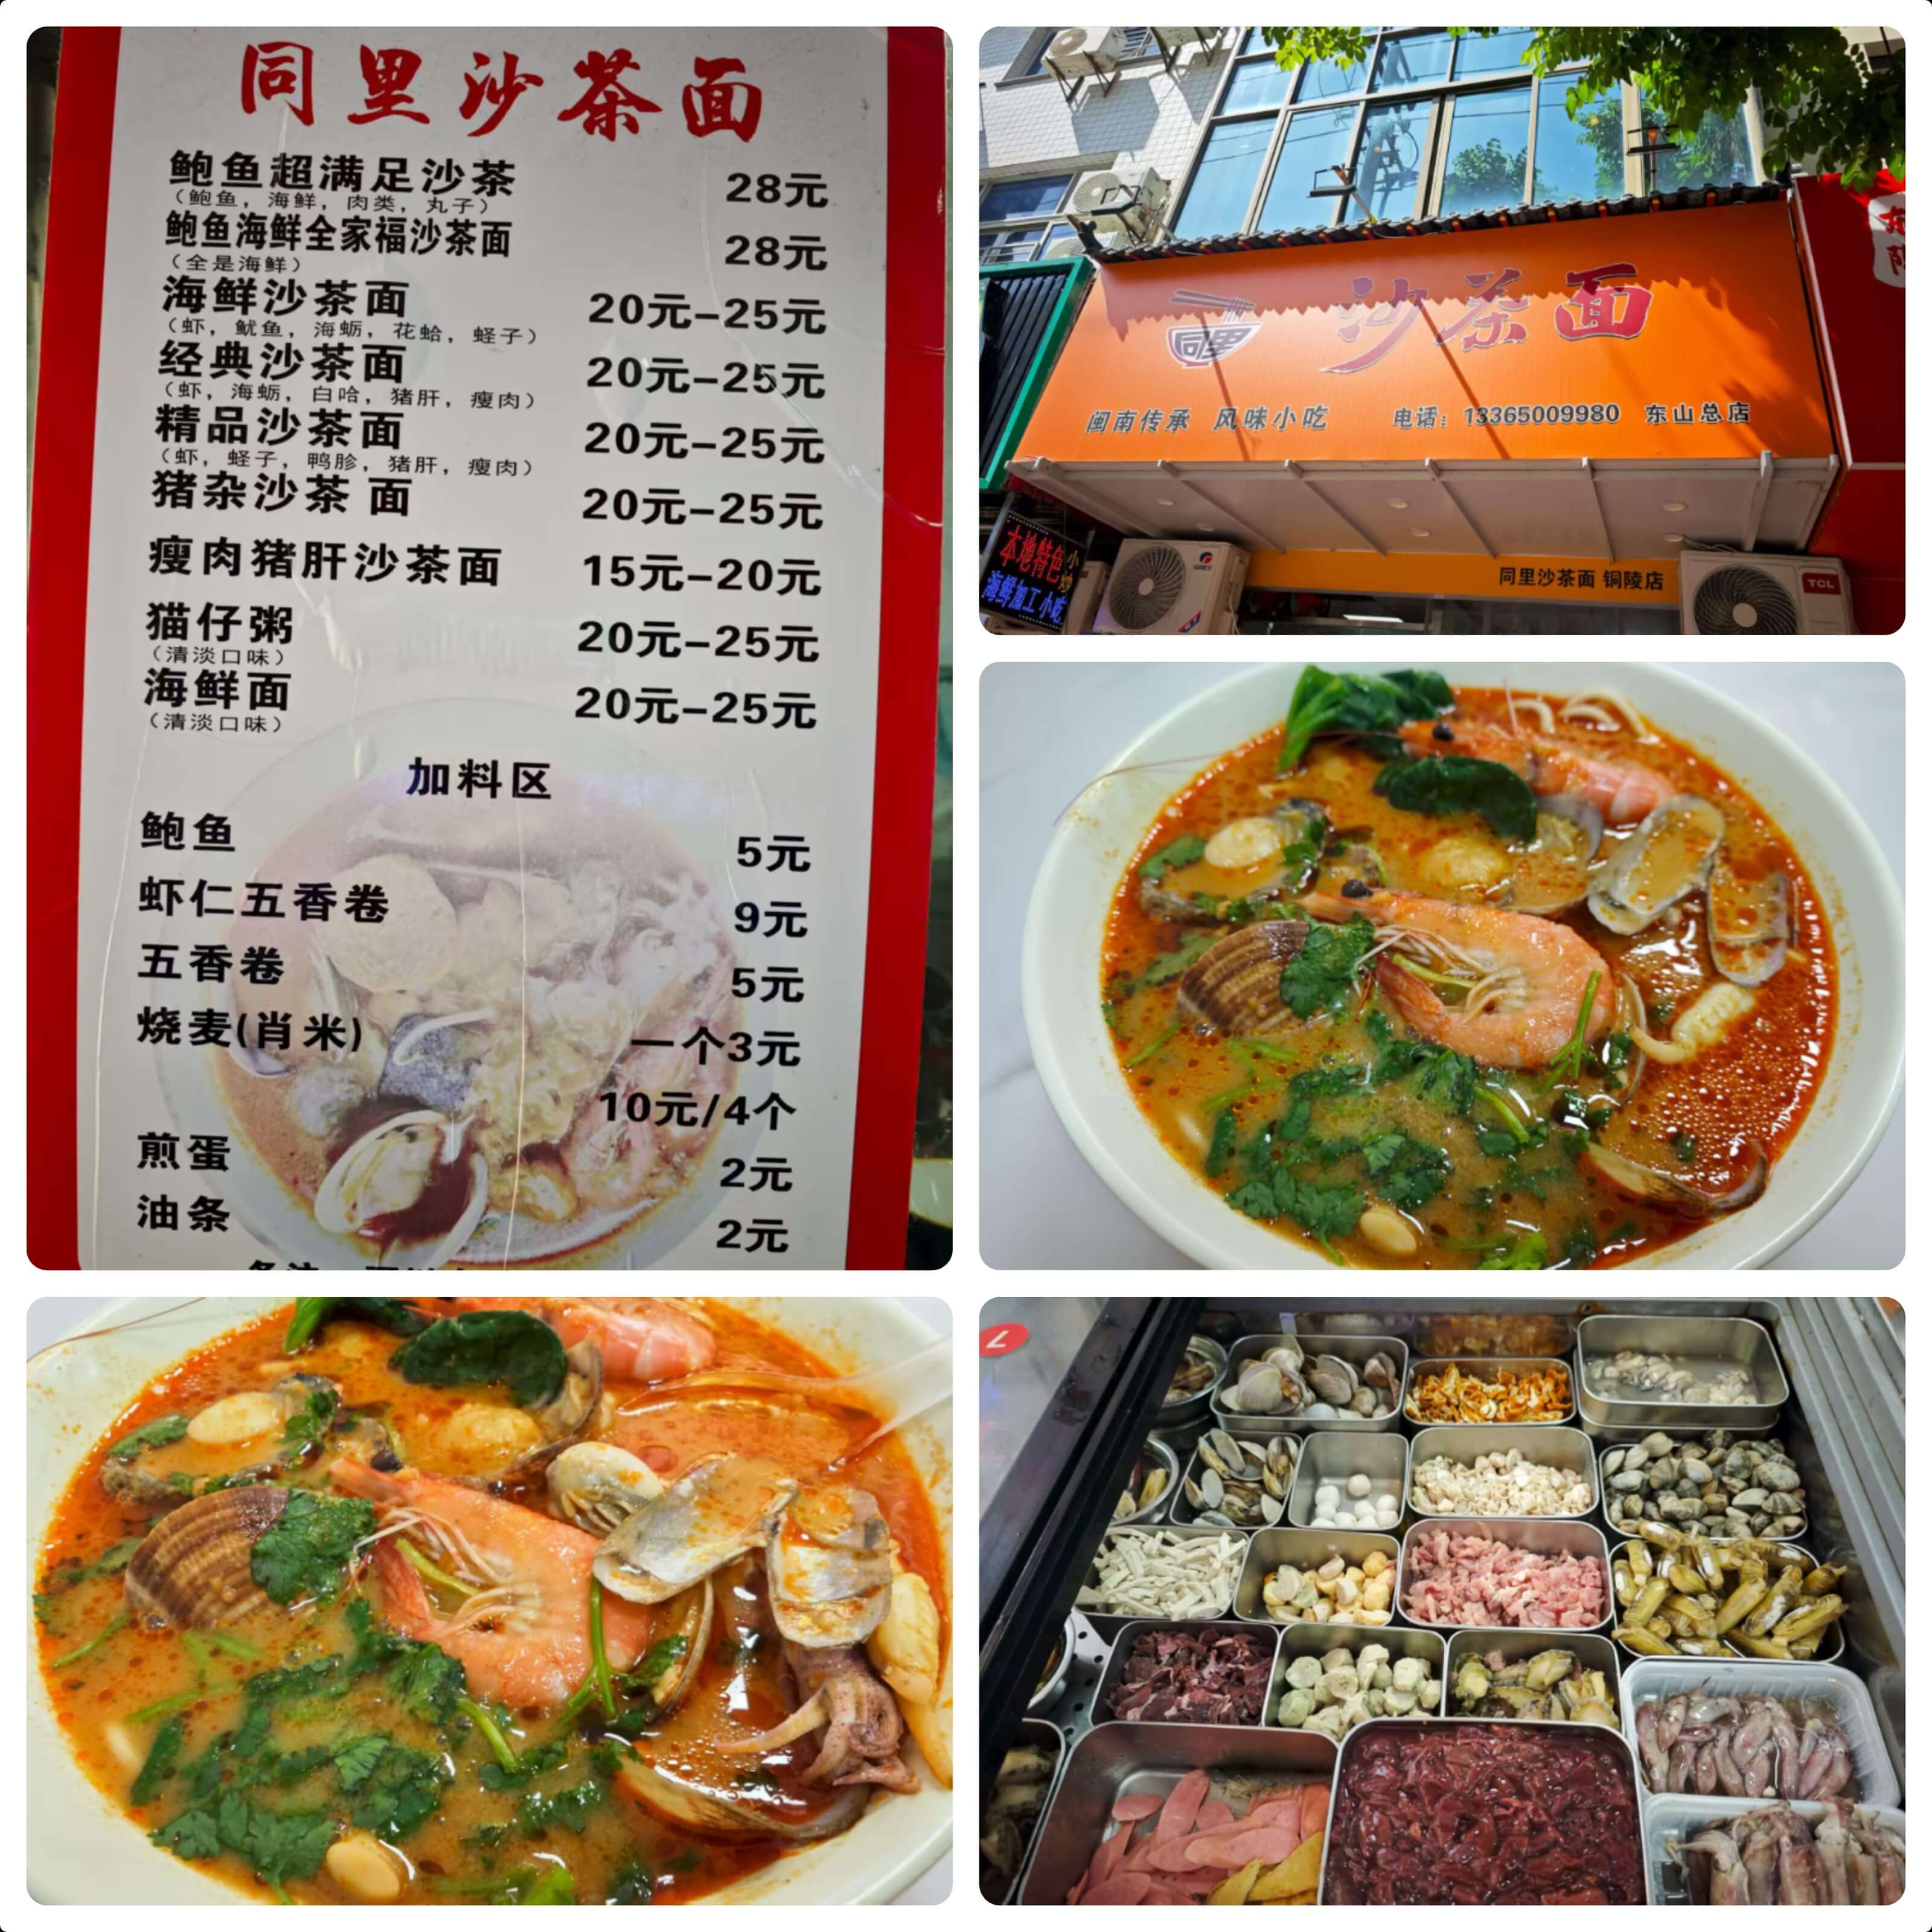 同里沙茶面
鲍鱼超满足沙茶 28元
（鲍鱼，海鲜，肉类，丸子）
鲍鱼海鲜全家福沙茶面 28元
（全是海鲜）
海鲜沙茶面 20元-25元
（虾，鱿鱼，海蛎，花蛤，蛏子）
经典沙茶面 20元-25元
（虾，海蛎，白哈，猪肝，瘦肉）
精品沙茶面 20元-25元
（虾，蛏子，鸭胗，猪肝，瘦肉）
猪杂沙茶 面 20元-25元
瘦肉猪肝沙茶面 15元-20元
猫仔粥 20元-25元
（清淡口味）
海鲜面 20元-25元
（清淡口味）
加料区
鲍鱼 5元
虾仁五香卷 9元
五香卷 5元
烧麦(肖米) 一个3元
10元/4个
煎蛋 2元
油条 2元
同里
沙茶面
闽南传承 风味小吃 电话：13365009980 东山总店
同里沙茶面 铜陵店
本地特色
海鲜加工 小吃
GREE
TCL